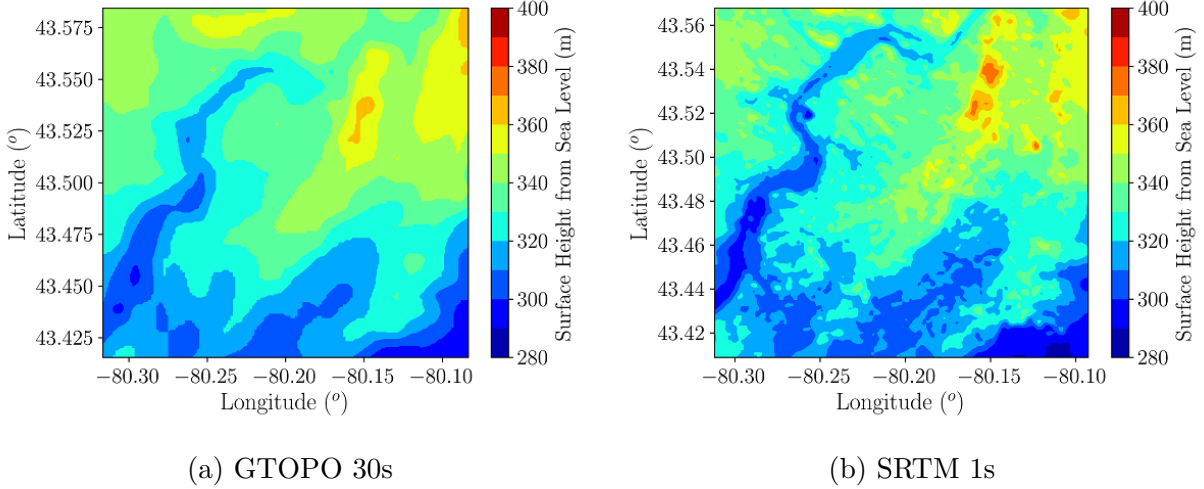 43.575
43.550
43.525
43.500
43.475
43.450
43.425
Latitude (°)
−80.30 −80.25 −80.20 −80.15 −80.10
Longitude (°)
400
380
360
340
320
300
280
Surface Height from Sea Level (m)
(a) GTOPO 30s
43.56
43.54
43.52
43.50
43.48
43.46
43.44
43.42
Latitude (°)
−80.30 −80.25 −80.20 −80.15 −80.10
Longitude (°)
400
380
360
340
320
300
280
Surface Height from Sea Level (m)
(b) SRTM 1s